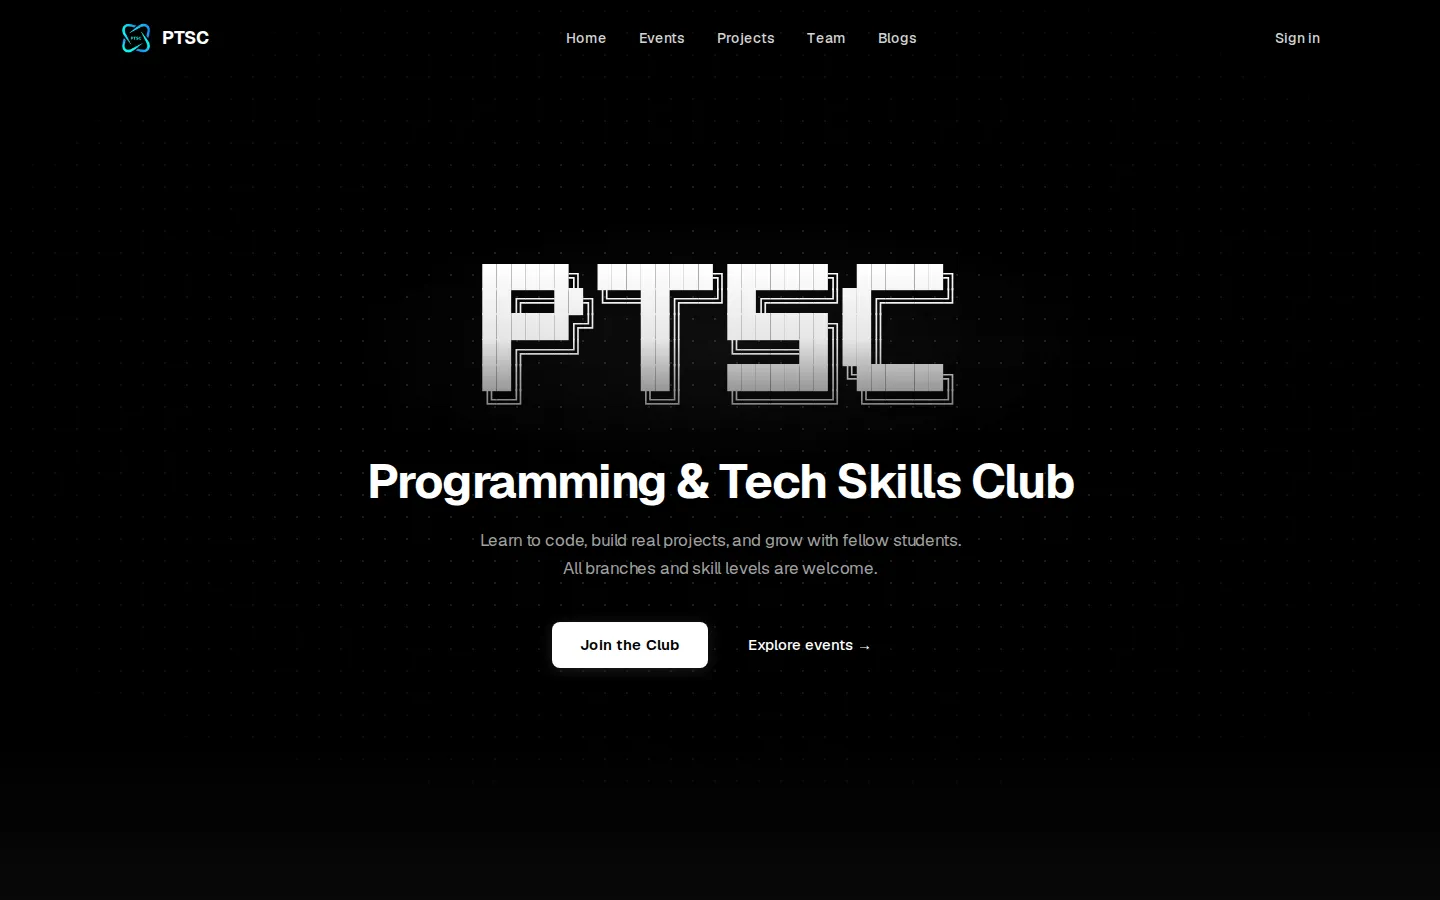 PTSC
Home
Events
Projects
Team
Blogs
Sign in
PTSC
Programming & Tech Skills Club
Learn to code, build real projects, and grow with fellow students.
All branches and skill levels are welcome.
Join the Club
Explore events →